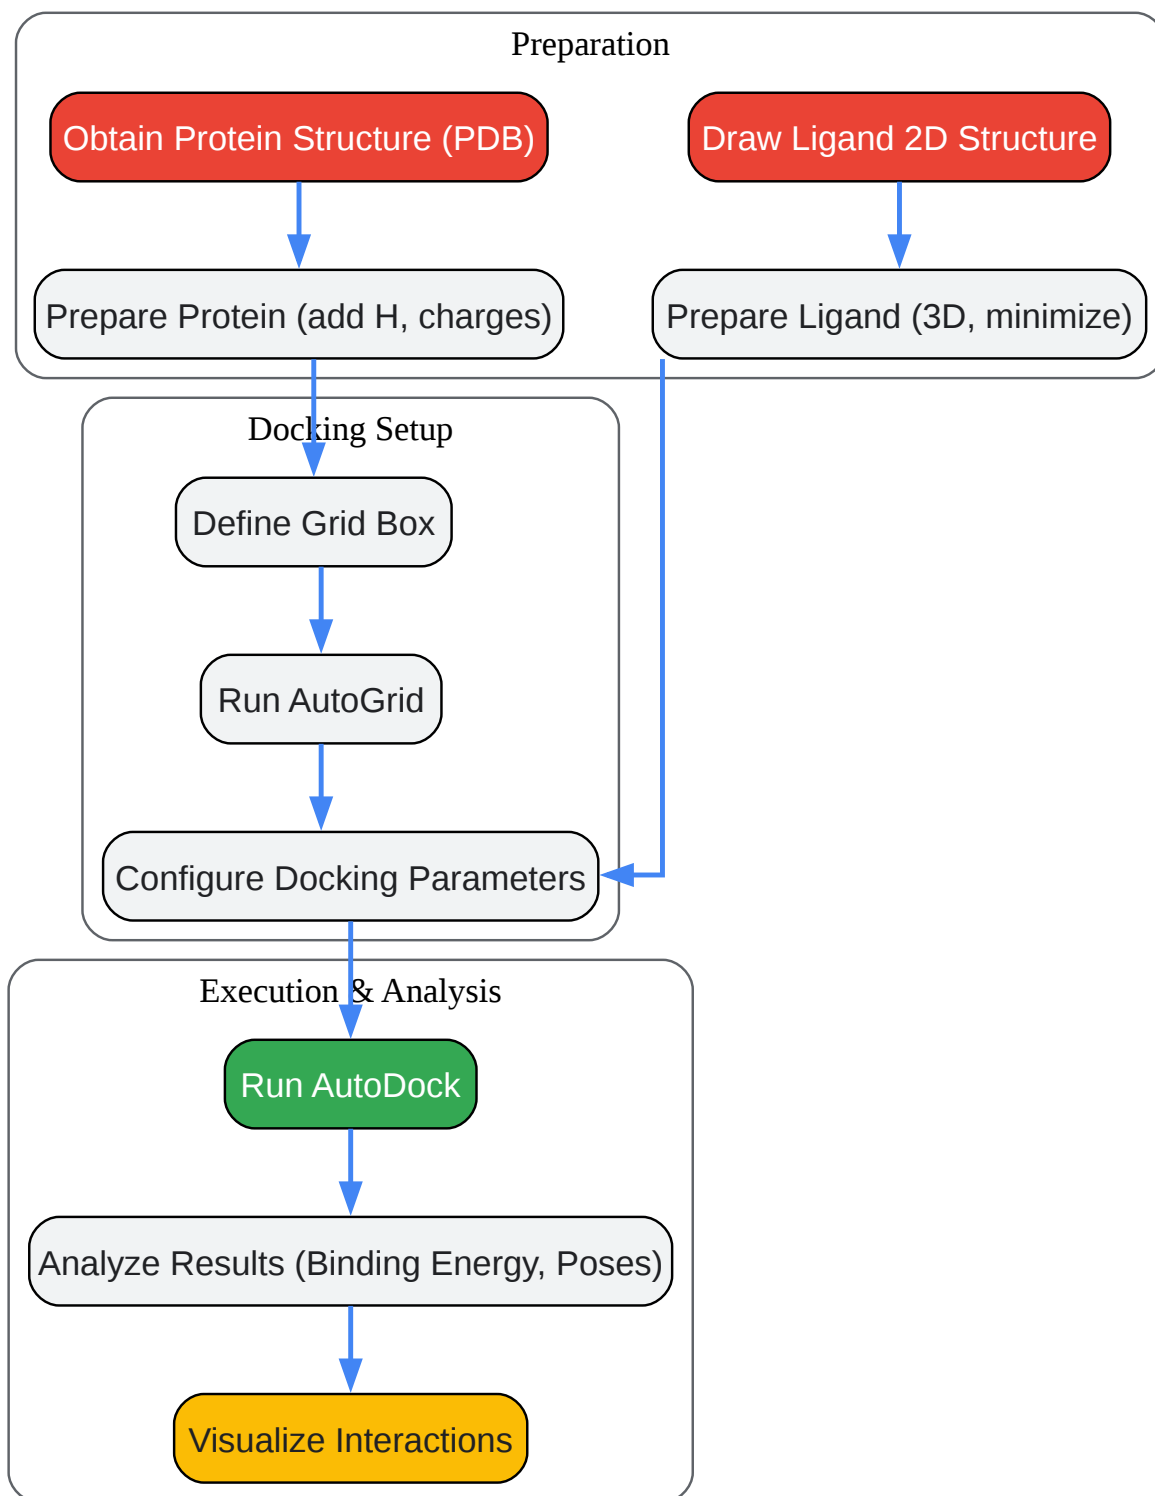 Preparation
Obtain Protein Structure (PDB)
Draw Ligand 2D Structure
Prepare Protein (add H, charges)
Prepare Ligand (3D, minimize)
Docking Setup
Define Grid Box
Run AutoGrid
Configure Docking Parameters
Execution & Analysis
Run AutoDock
Analyze Results (Binding Energy, Poses)
Visualize Interactions